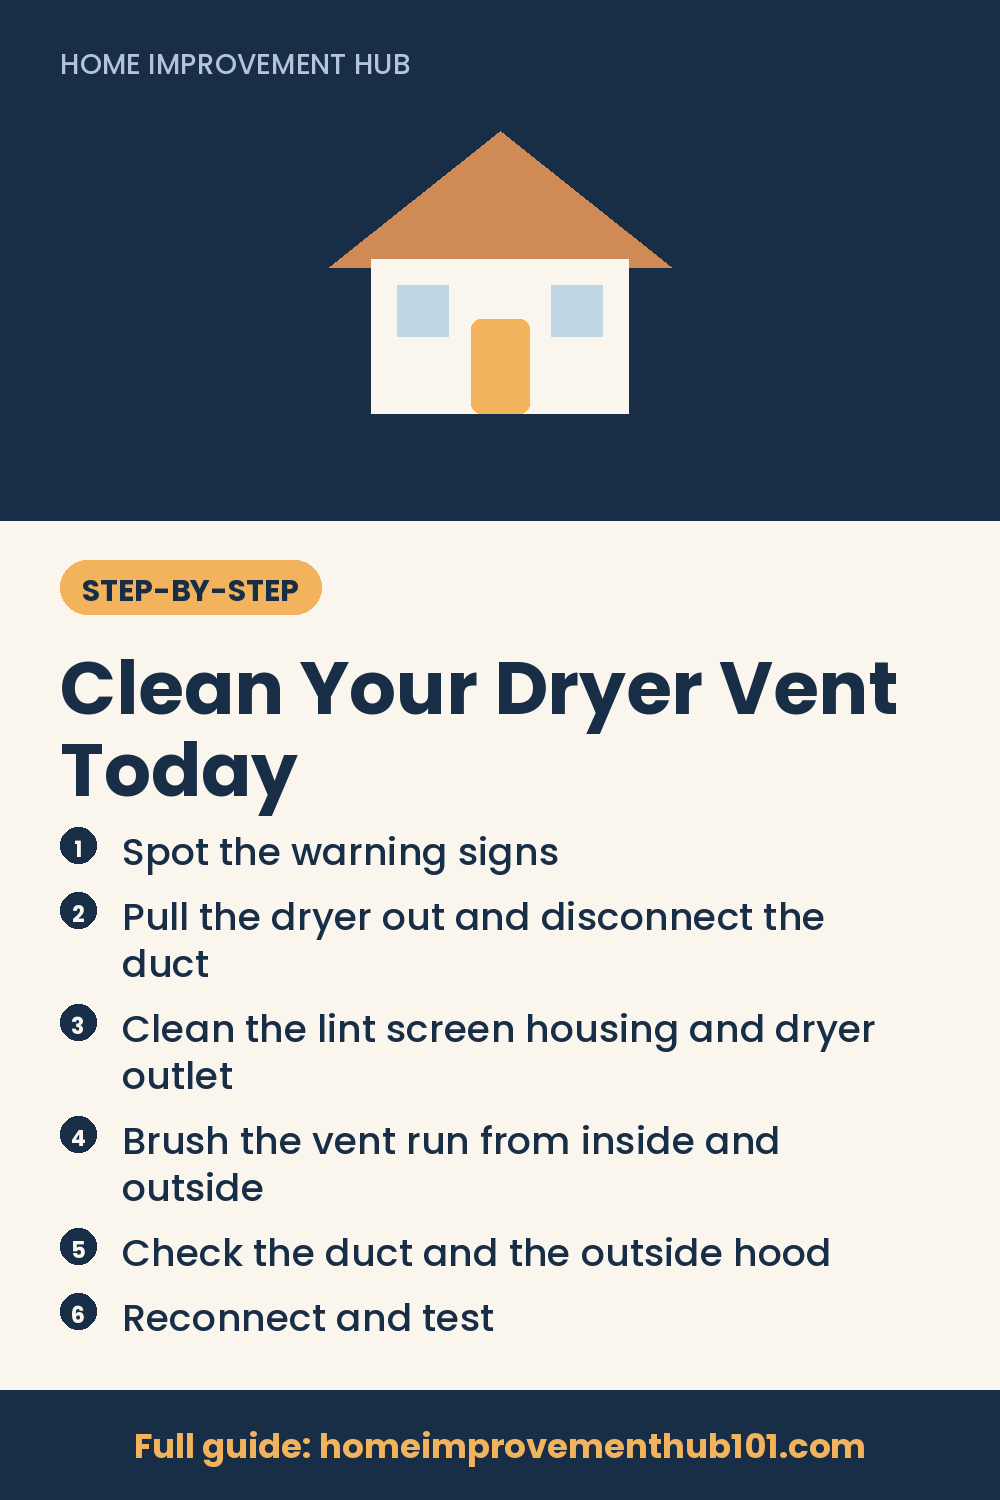 HOME IMPROVEMENT HUB
STEP-BY-STEP
Clean Your Dryer Vent
Today
1 Spot the warning signs
2 Pull the dryer out and disconnect the
duct
3 Clean the lint screen housing and dryer
outlet
4 Brush the vent run from inside and
outside
5 Check the duct and the outside hood
6 Reconnect and test
Full guide: homeimprovementhub101.com